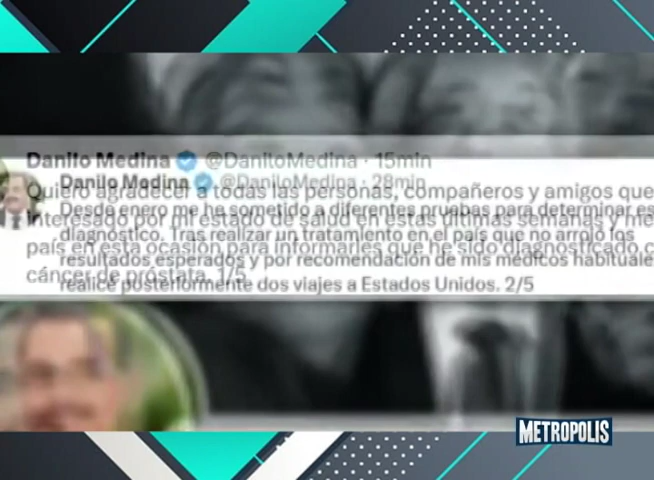 Danilo Medina @DaniloMedina · 15min
Quiero agradecer a todas las personas, compañeros y amigos que
interesado por mi estado de salud en estas últimas semanas y me
país en esta ocasión para informarles que he sido diagnosticado c
cáncer de próstata. 1/5
Danilo Medina @DaniloMedina · 28min
Desde enero me he sometido a diferentes pruebas para determinar es
diagnóstico. Tras realizar un tratamiento en el país que no arrojó los
resultados esperados y por recomendación de mis médicos habituale
realicé posteriormente dos viajes a Estados Unidos. 2/5
METROPOLIS